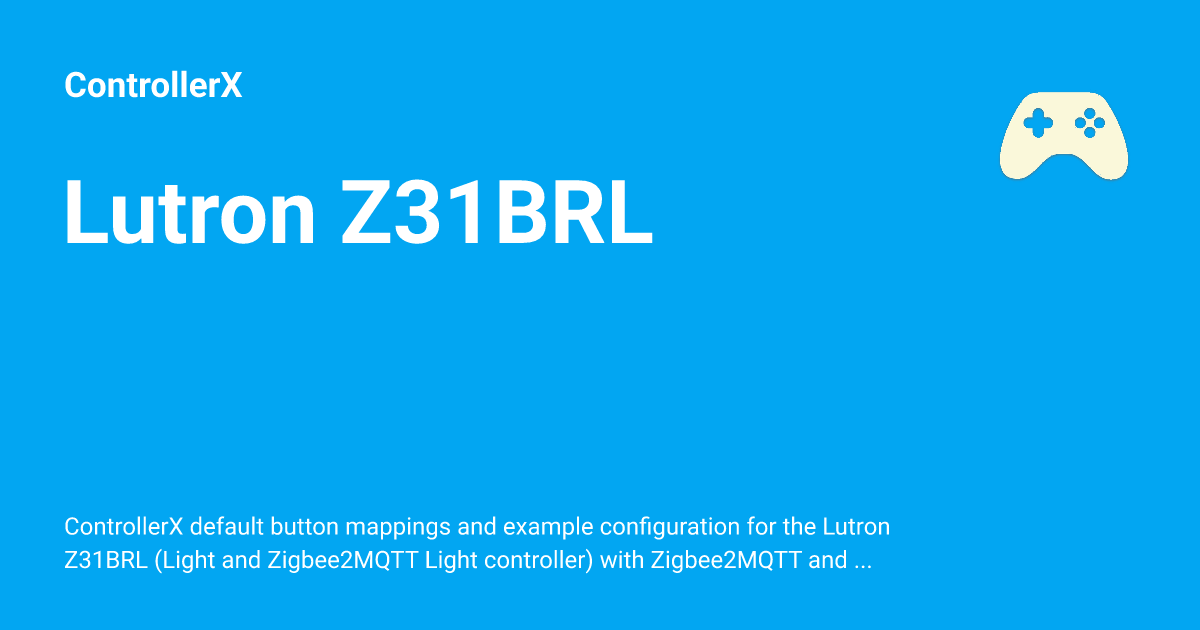 ControllerX
Lutron Z31BRL
ControllerX default button mappings and example configuration for the Lutron
Z31BRL (Light and Zigbee2MQTT Light controller) with Zigbee2MQTT and ...